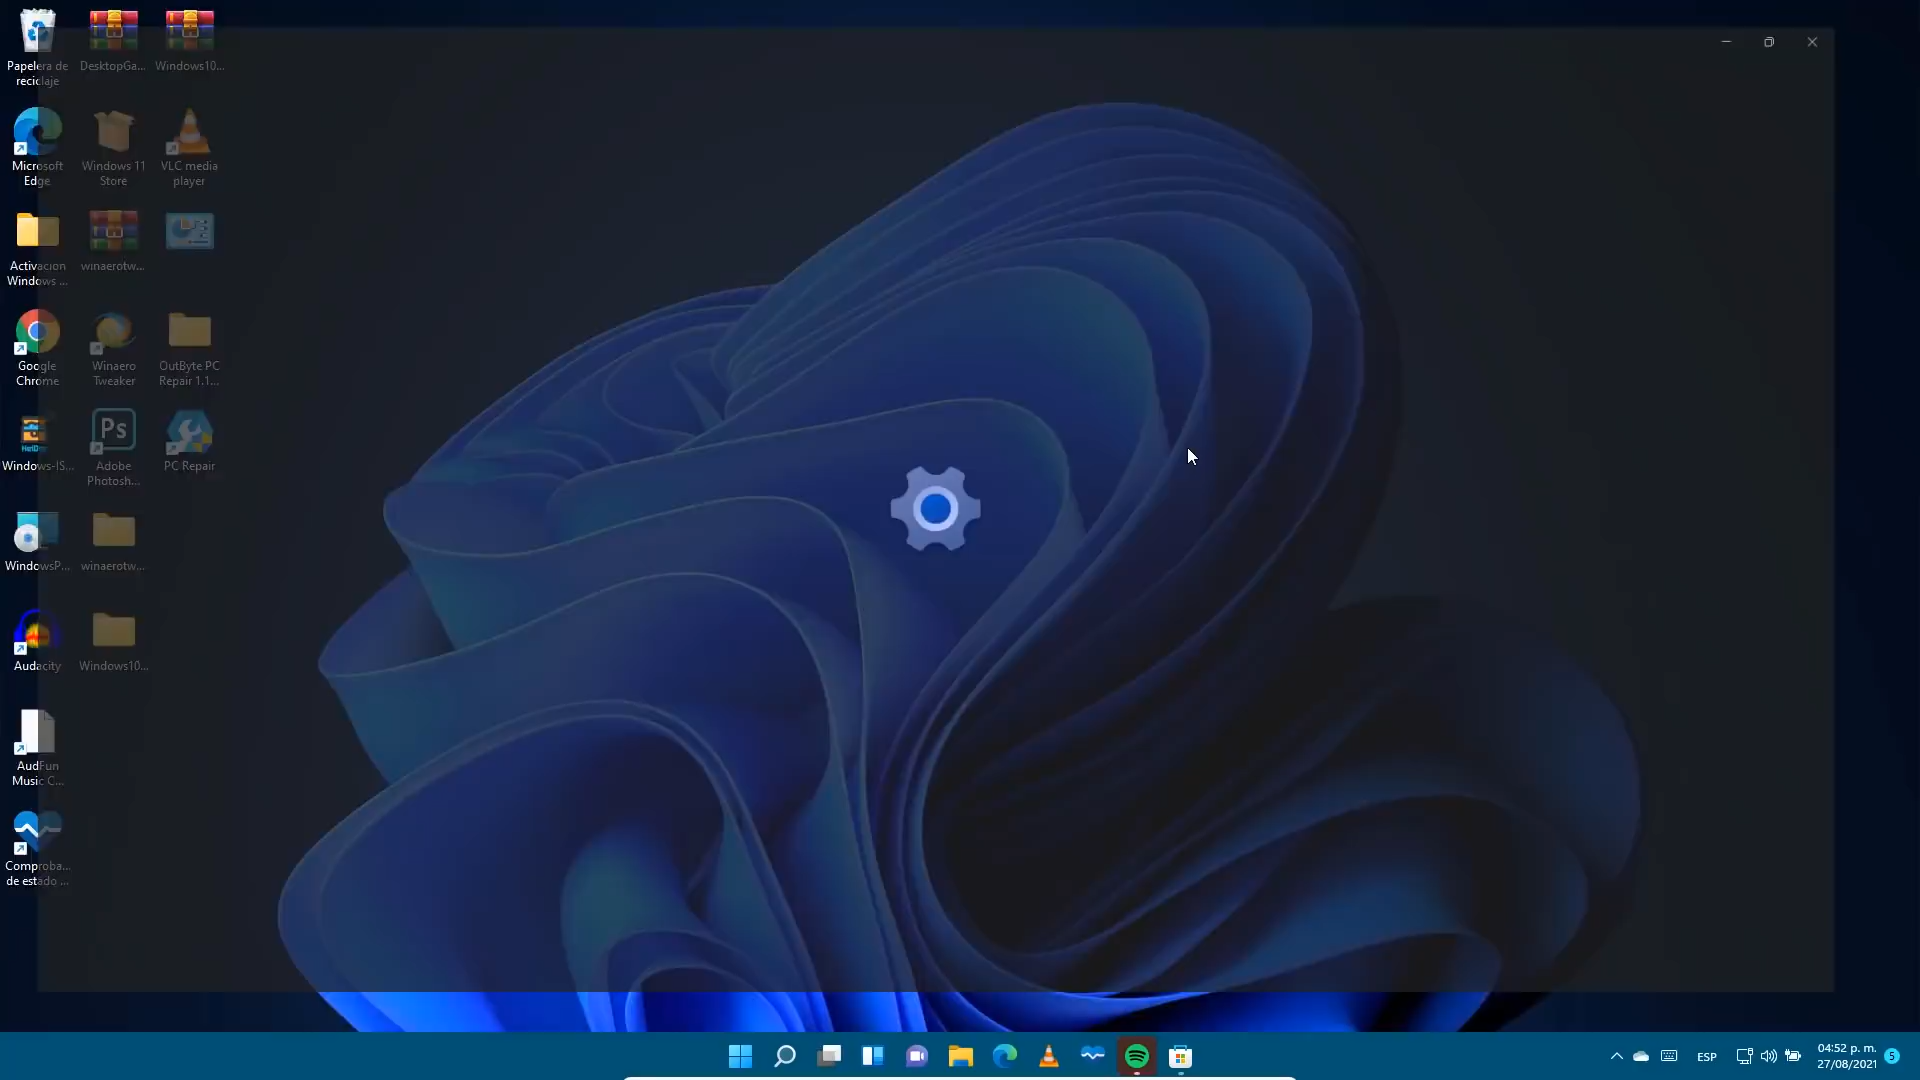 Papelera de
reciclaje
DesktopGa...
Windows10...
Microsoft
Edge
Windows 11
Store
VLC media
player
Activacion
Windows ...
winaerotw...
Google
Chrome
Winaero
Tweaker
OutByte PC
Repair 1.1...
Windows-IS...
Ps
Adobe
Photosh...
PC Repair
WindowsP...
winaerotw...
Audacity
Windows10...
AudFun
Music C...
Comproba...
de estado ...
ESP
04:52 p. m.
27/08/2021
5